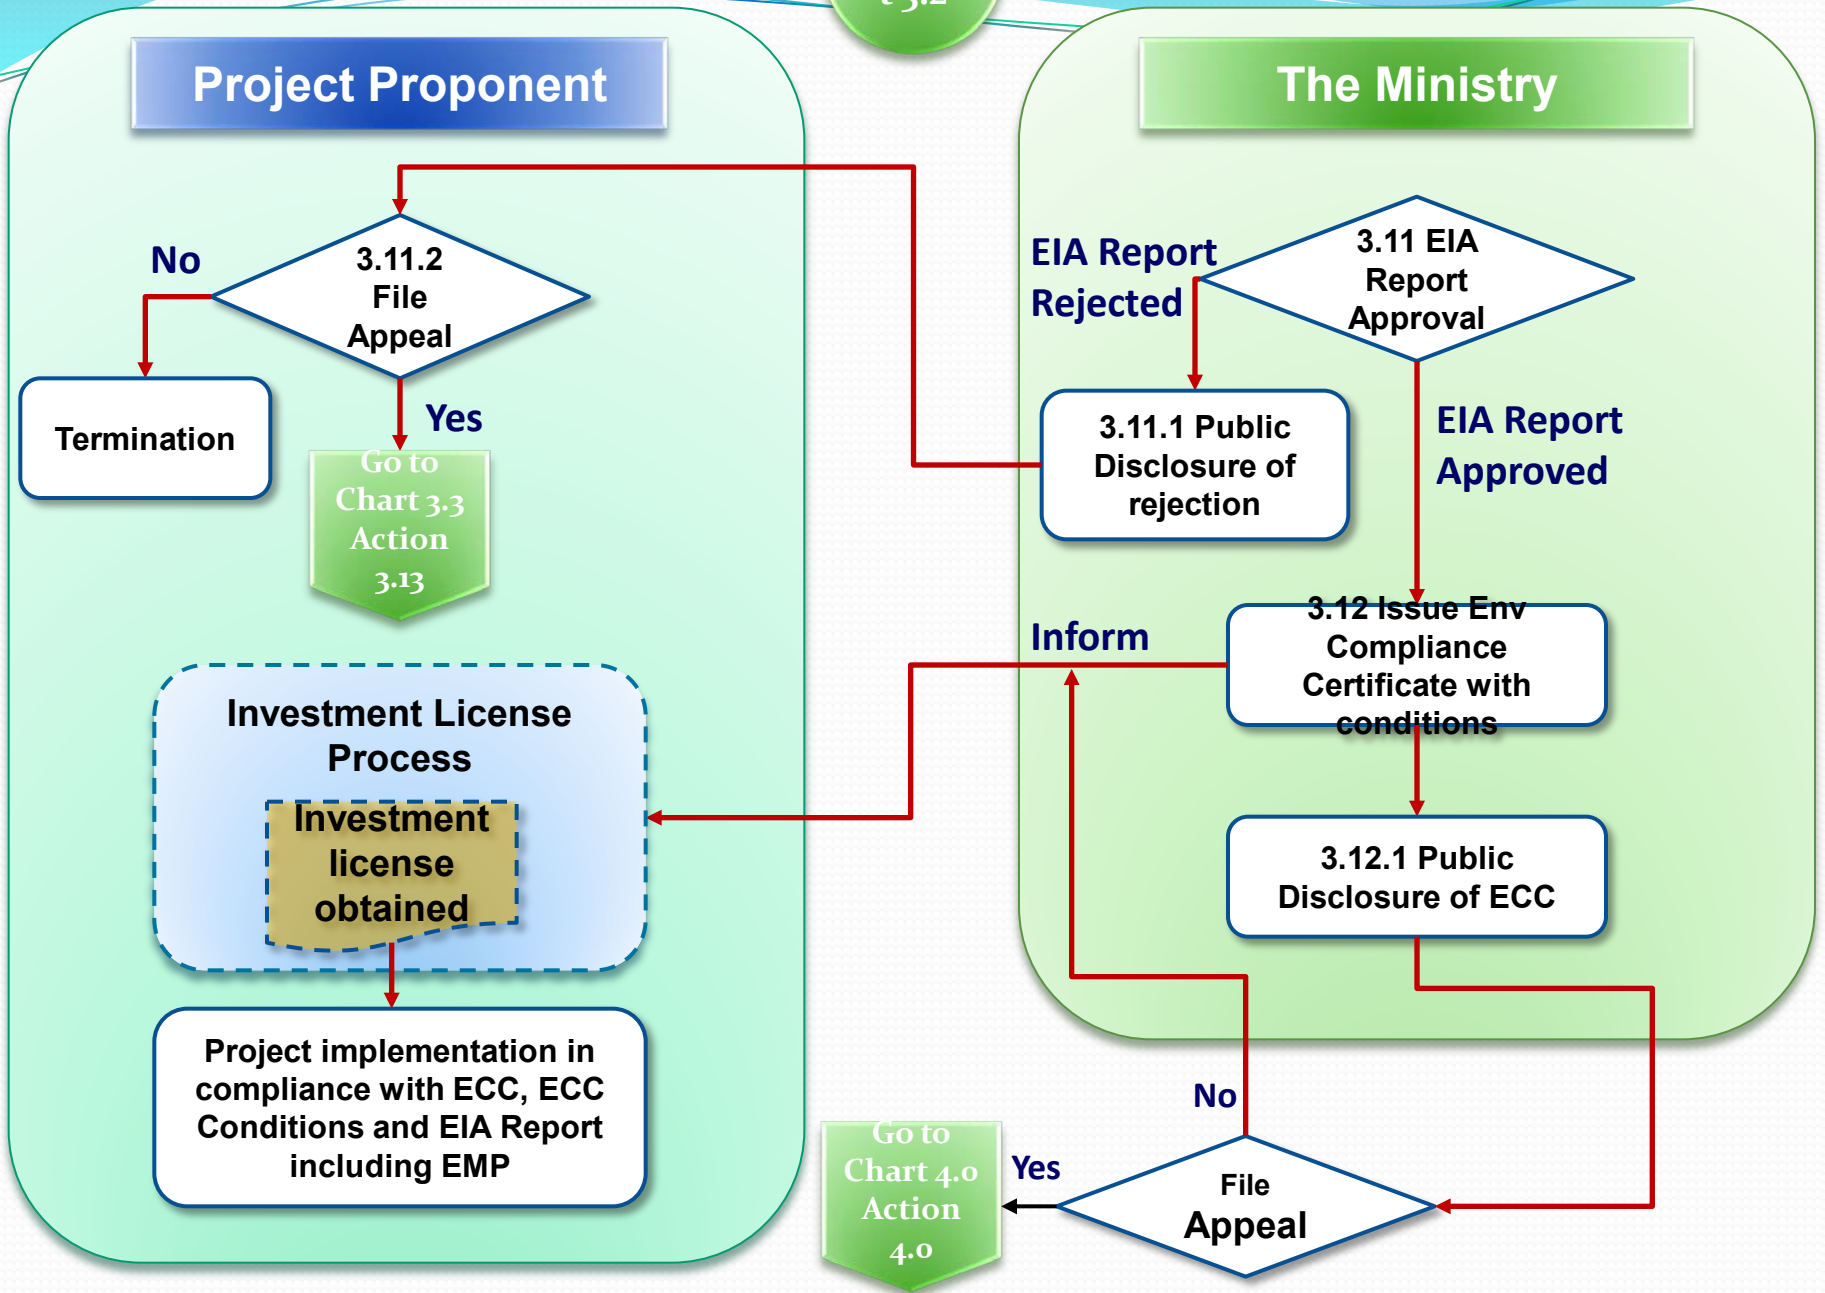 t 3.2
Project Proponent
No
3.11.2
File
Appeal
Termination
Yes
Go to
Chart 3.3
Action
3.13
Investment License
Process
Investment
license
obtained
Project implementation in
compliance with ECC, ECC
Conditions and EIA Report
including EMP
The Ministry
EIA Report
Rejected
3.11 EIA
Report
Approval
3.11.1 Public
Disclosure of
rejection
EIA Report
Approved
Inform
3.12 Issue Env
Compliance
Certificate with
conditions
3.12.1 Public
Disclosure of ECC
No
Go to
Chart 4.0
Action
4.0
Yes
File
Appeal